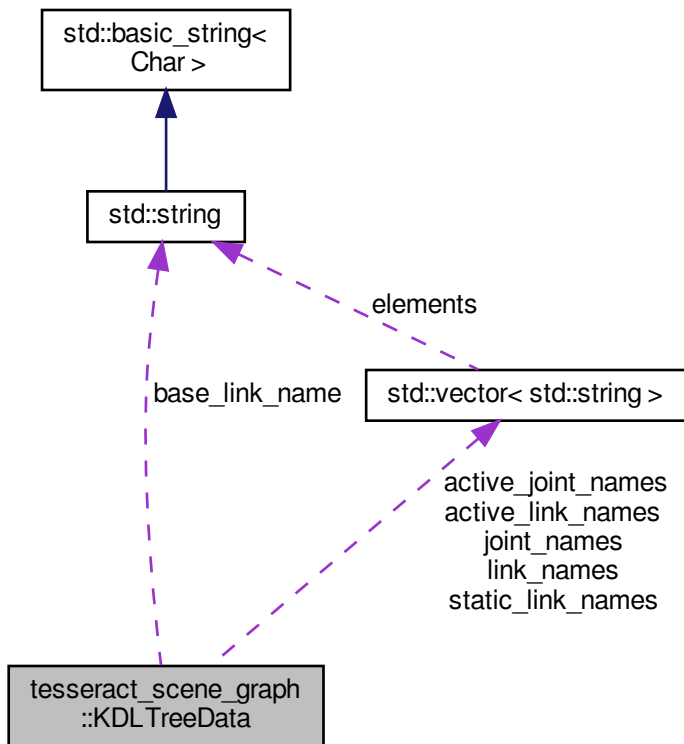 std::basic_string<
Char >
std::string
elements
std::vector< std::string >
base_link_name
active_joint_names
active_link_names
joint_names
link_names
static_link_names
tesseract_scene_graph
::KDLTreeData